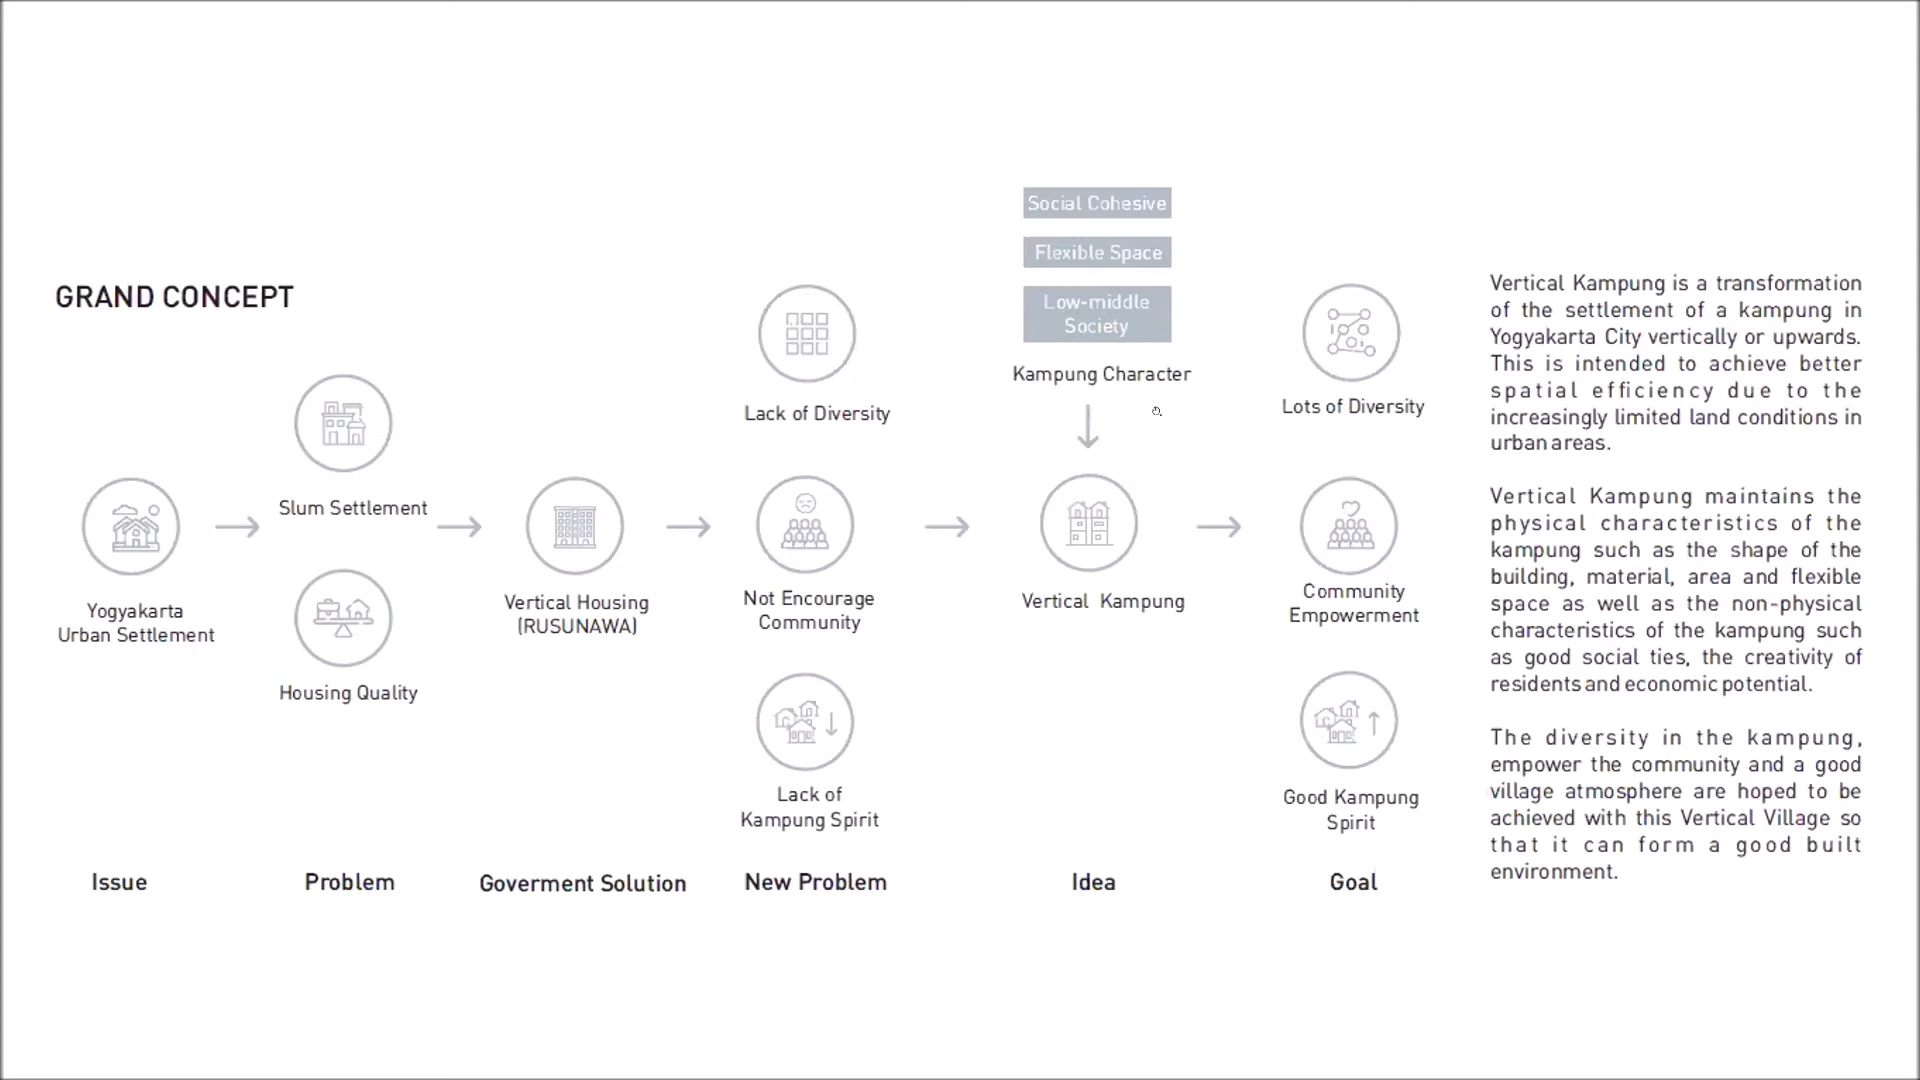 GRAND CONCEPT
Yogyakarta
Urban Settlement
Issue
Slum Settlement
Housing Quality
Problem
Vertical Housing
(RUSUNAWA)
Goverment Solution
Lack of Diversity
Not Encourage
Community
Lack of
Kampung Spirit
New Problem
Social Cohesive
Flexible Space
Low-middle
Society
Kampung Character
Vertical Kampung
Idea
Lots of Diversity
Community
Empowerment
Good Kampung
Spirit
Goal
Vertical Kampung is a transformation
of the settlement of a kampung in
Yogyakarta City vertically or upwards.
This is intended to achieve better
spatial efficiency due to the
increasingly limited land conditions in
urban areas.
Vertical Kampung maintains the
physical characteristics of the
kampung such as the shape of the
building, material, area and flexible
space as well as the non-physical
characteristics of the kampung such
as good social ties, the creativity of
residents and economic potential.
The diversity in the kampung,
empower the community and a good
village atmosphere are hoped to be
achieved with this Vertical Village so
that it can form a good built
environment.